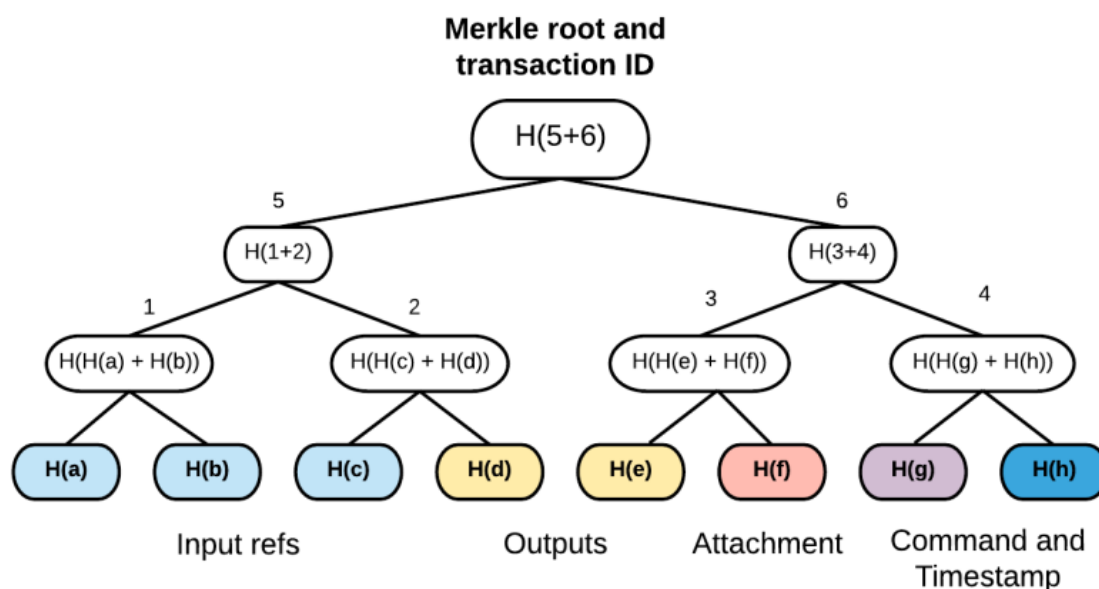 Merkle root and
transaction ID
H(5+6)
5
6
H(1+2)
H(3+4)
1
2
3
4
H(H(a) + H(b))
H(H(c) + H(d))
H(H(e) + H(f))
H(H(g) + H(h))
H(a)
H(b)
H(c)
H(d)
H(e)
H(f)
H(g)
H(h)
Input refs
Outputs
Attachment
Command and
Timestamp